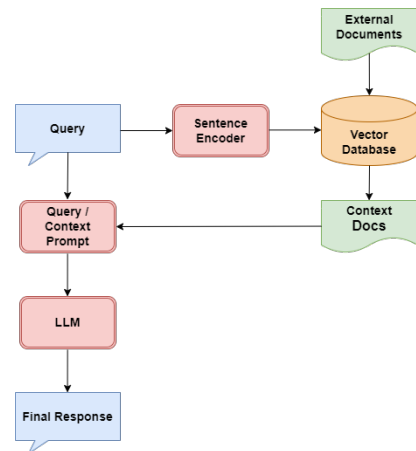 External
Documents
Query
Sentence
Encoder
Vector
Database
Query /
Context
Prompt
Context
Docs
LLM
Final Response